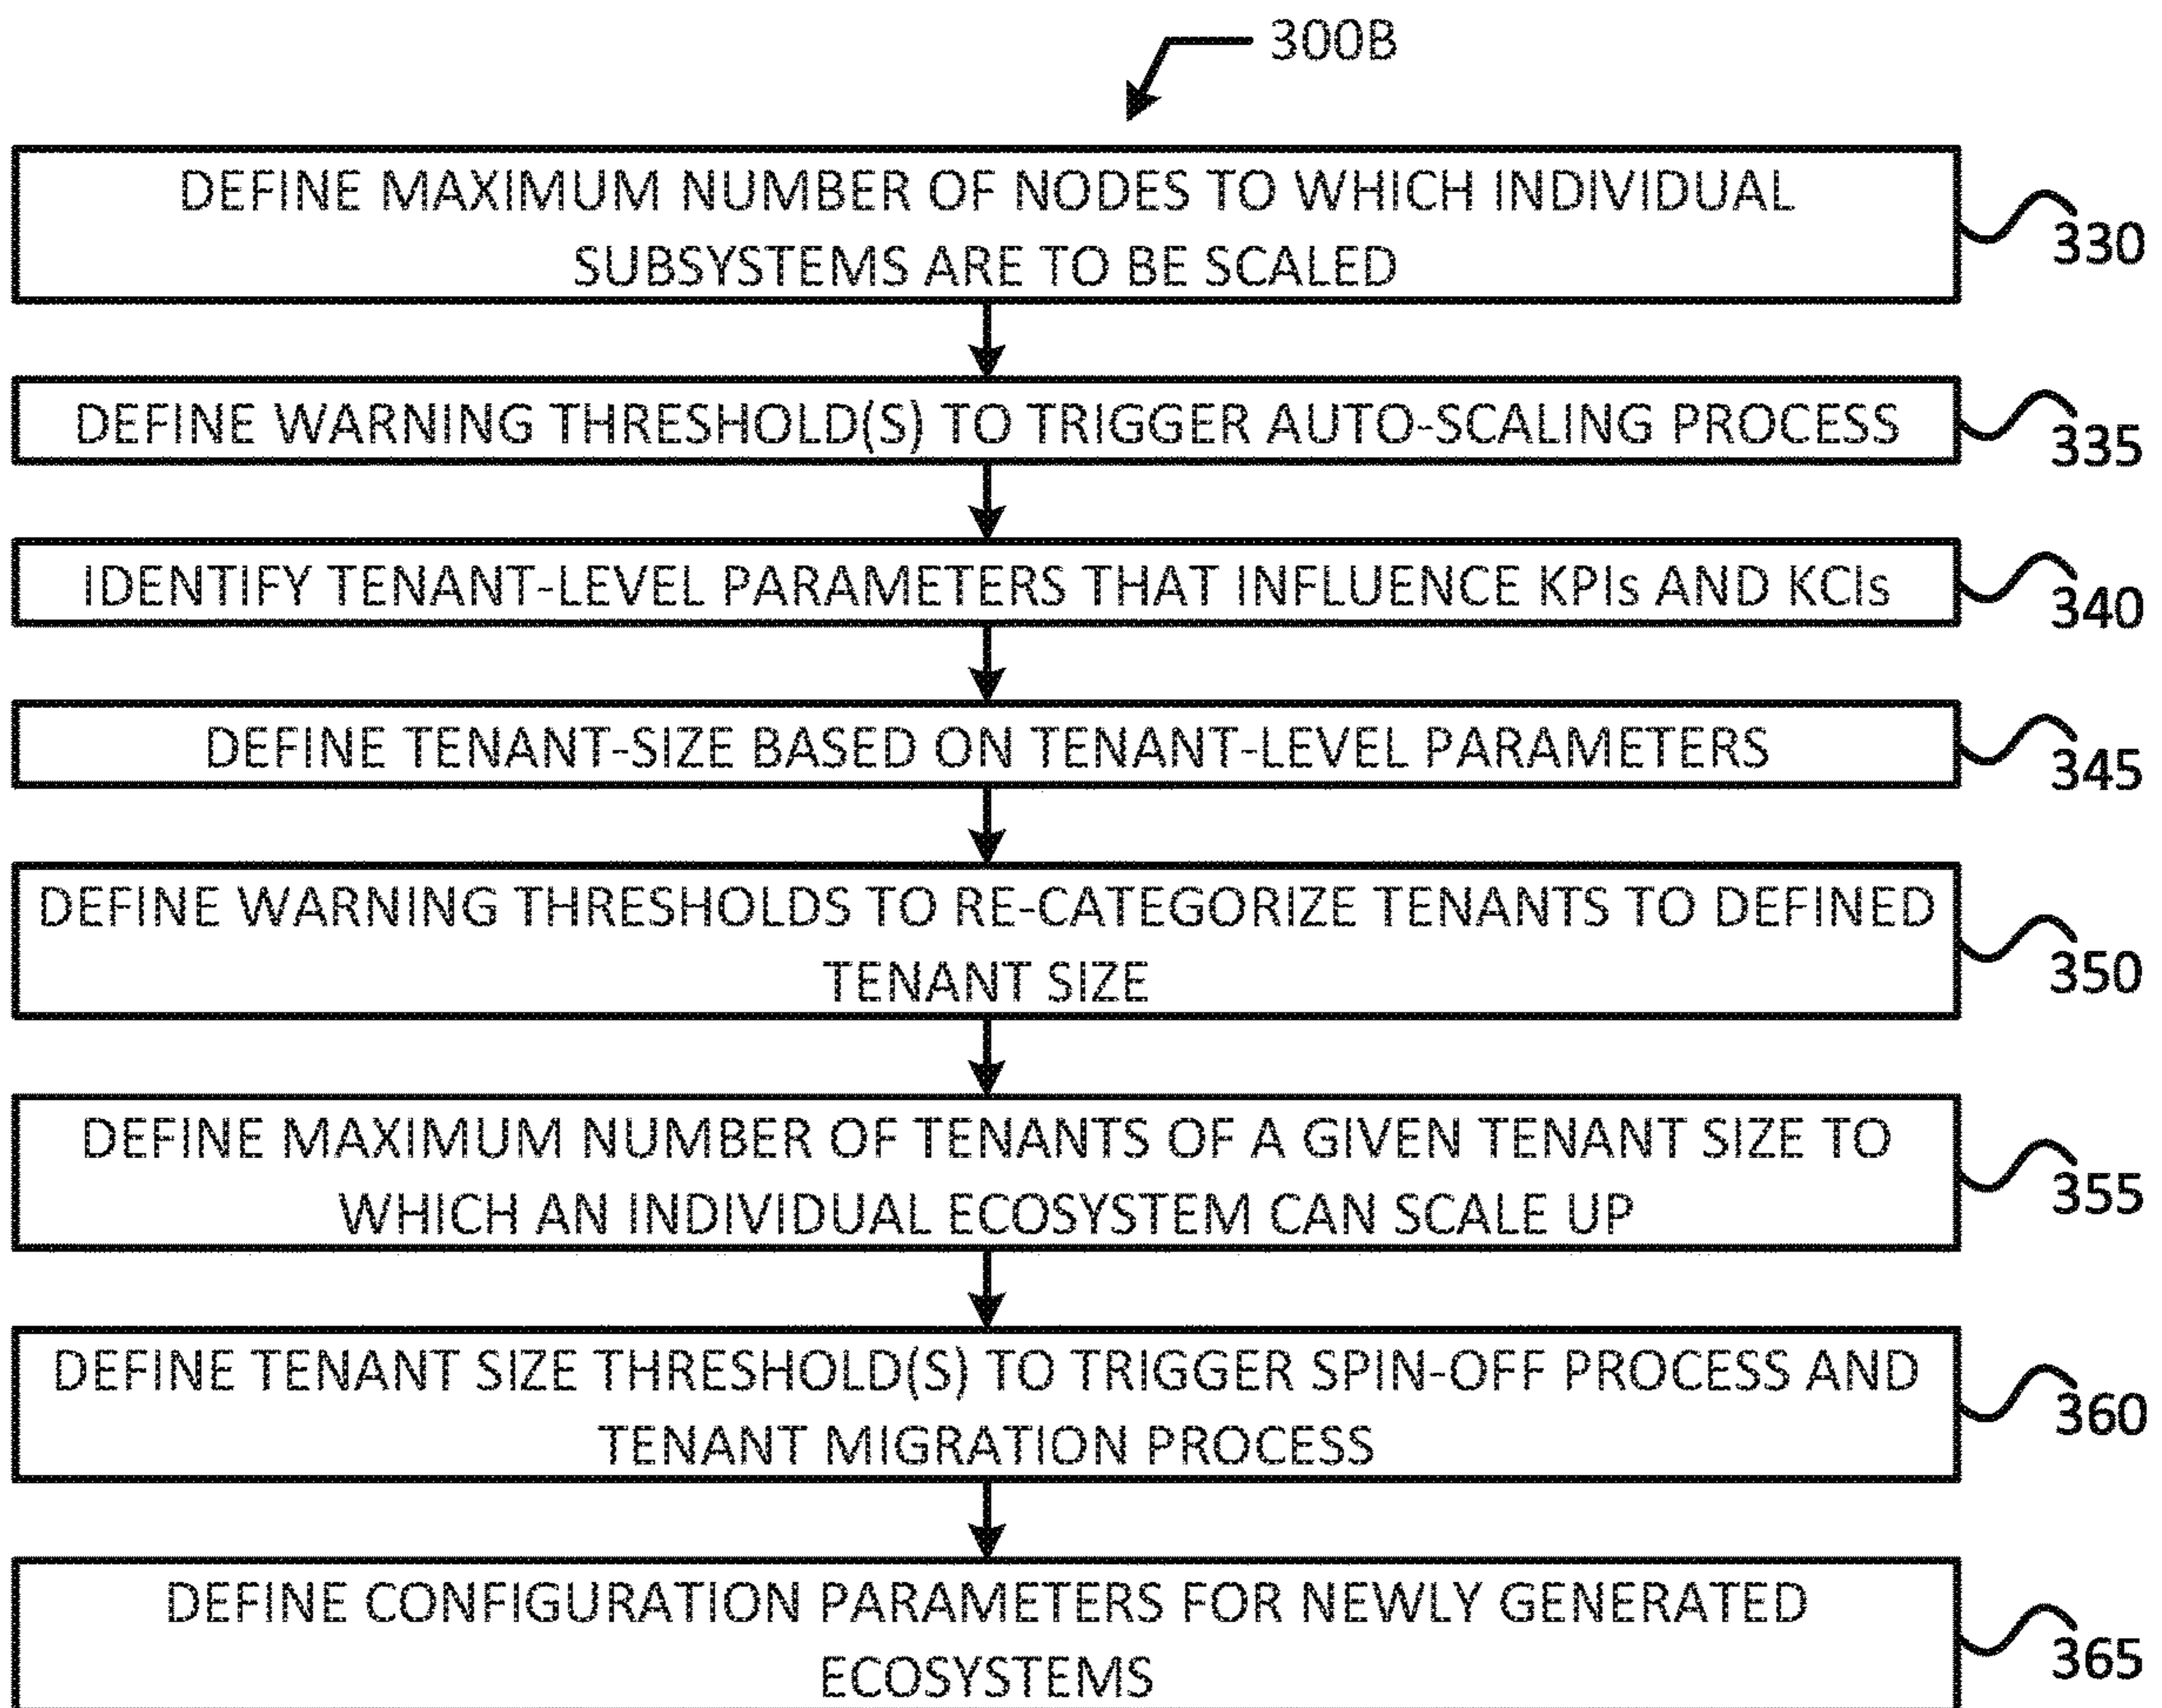 300B
DEFINE MAXIMUM NUMBER OF NODES TO WHICH INDIVIDUAL
SUBSYSTEMS ARE TO BE SCALED
330
DEFINE WARNING THRESHOLD(S) TO TRIGGER AUTO-SCALING PROCESS
335
IDENTIFY TENANT-LEVEL PARAMETERS THAT INFLUENCE KPIs AND KCIs
340
DEFINE TENANT-SIZE BASED ON TENANT-LEVEL PARAMETERS
345
DEFINE WARNING THRESHOLDS TO RE-CATEGORIZE TENANTS TO DEFINED
TENANT SIZE
350
DEFINE MAXIMUM NUMBER OF TENANTS OF A GIVEN TENANT SIZE TO
WHICH AN INDIVIDUAL ECOSYSTEM CAN SCALE UP
355
DEFINE TENANT SIZE THRESHOLD(S) TO TRIGGER SPIN-OFF PROCESS AND
TENANT MIGRATION PROCESS
360
DEFINE CONFIGURATION PARAMETERS FOR NEWLY GENERATED
ECOSYSTEMS
365